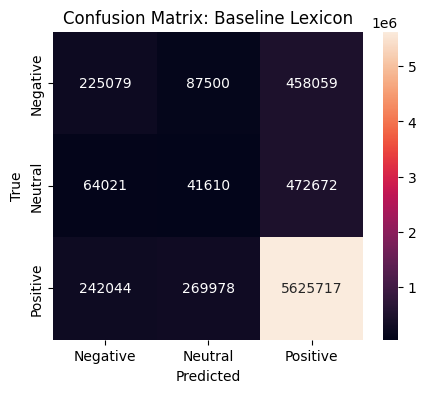 Confusion Matrix: Baseline Lexicon
1e6
Negative 225079 87500 458059
Neutral 64021 41610 472672
Positive 242044 269978 5625717
True
Negative Neutral Positive
Predicted
5
4
3
2
1